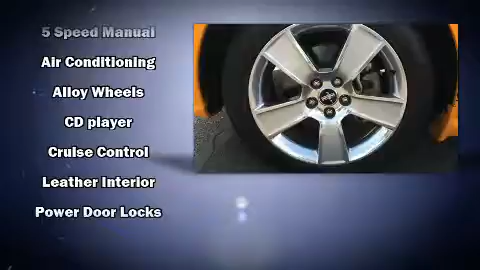 5 Speed Manual
Air Conditioning
Alloy Wheels
CD player
Cruise Control
Leather Interior
Power Door Locks